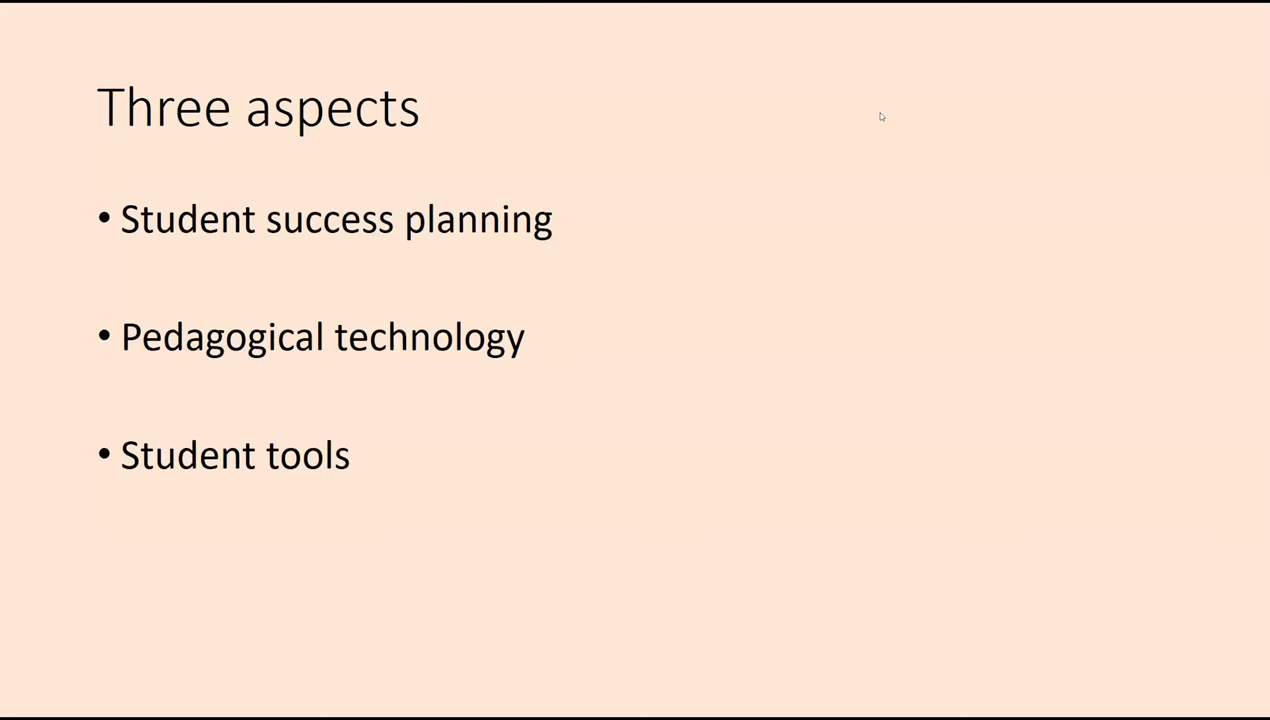 Three aspects
• Student success planning
• Pedagogical technology
• Student tools